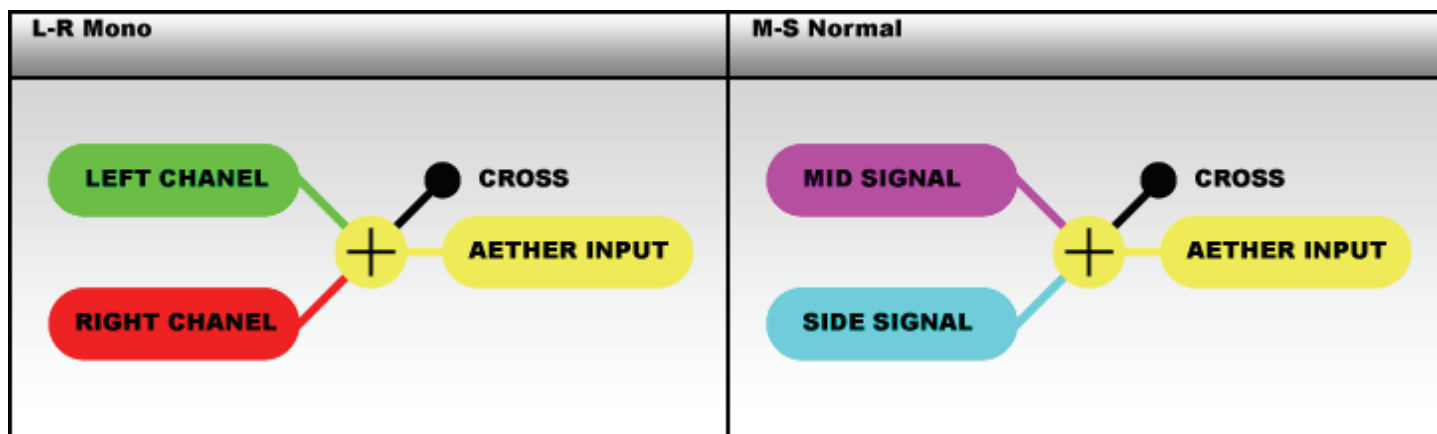 L-R Mono
LEFT CHANEL
CROSS
AETHER INPUT
RIGHT CHANEL
M-S Normal
MID SIGNAL
CROSS
AETHER INPUT
SIDE SIGNAL